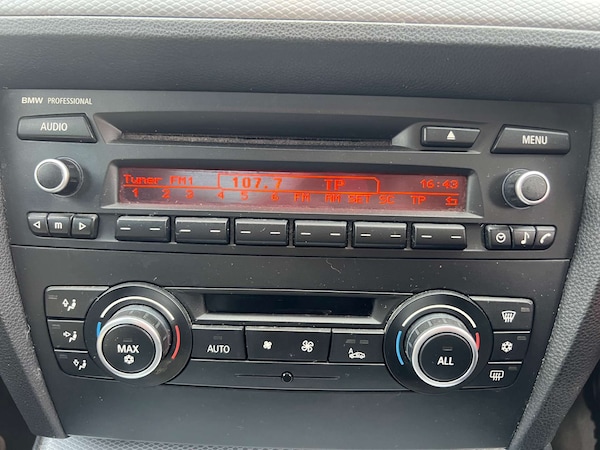 BMW PROFESSIONAL
AUDIO
MENU
Tuner FM1 107.7 TP 16:43
1 2 3 4 5 6 FM AM SET SC TP
m
MAX
AUTO
ALL